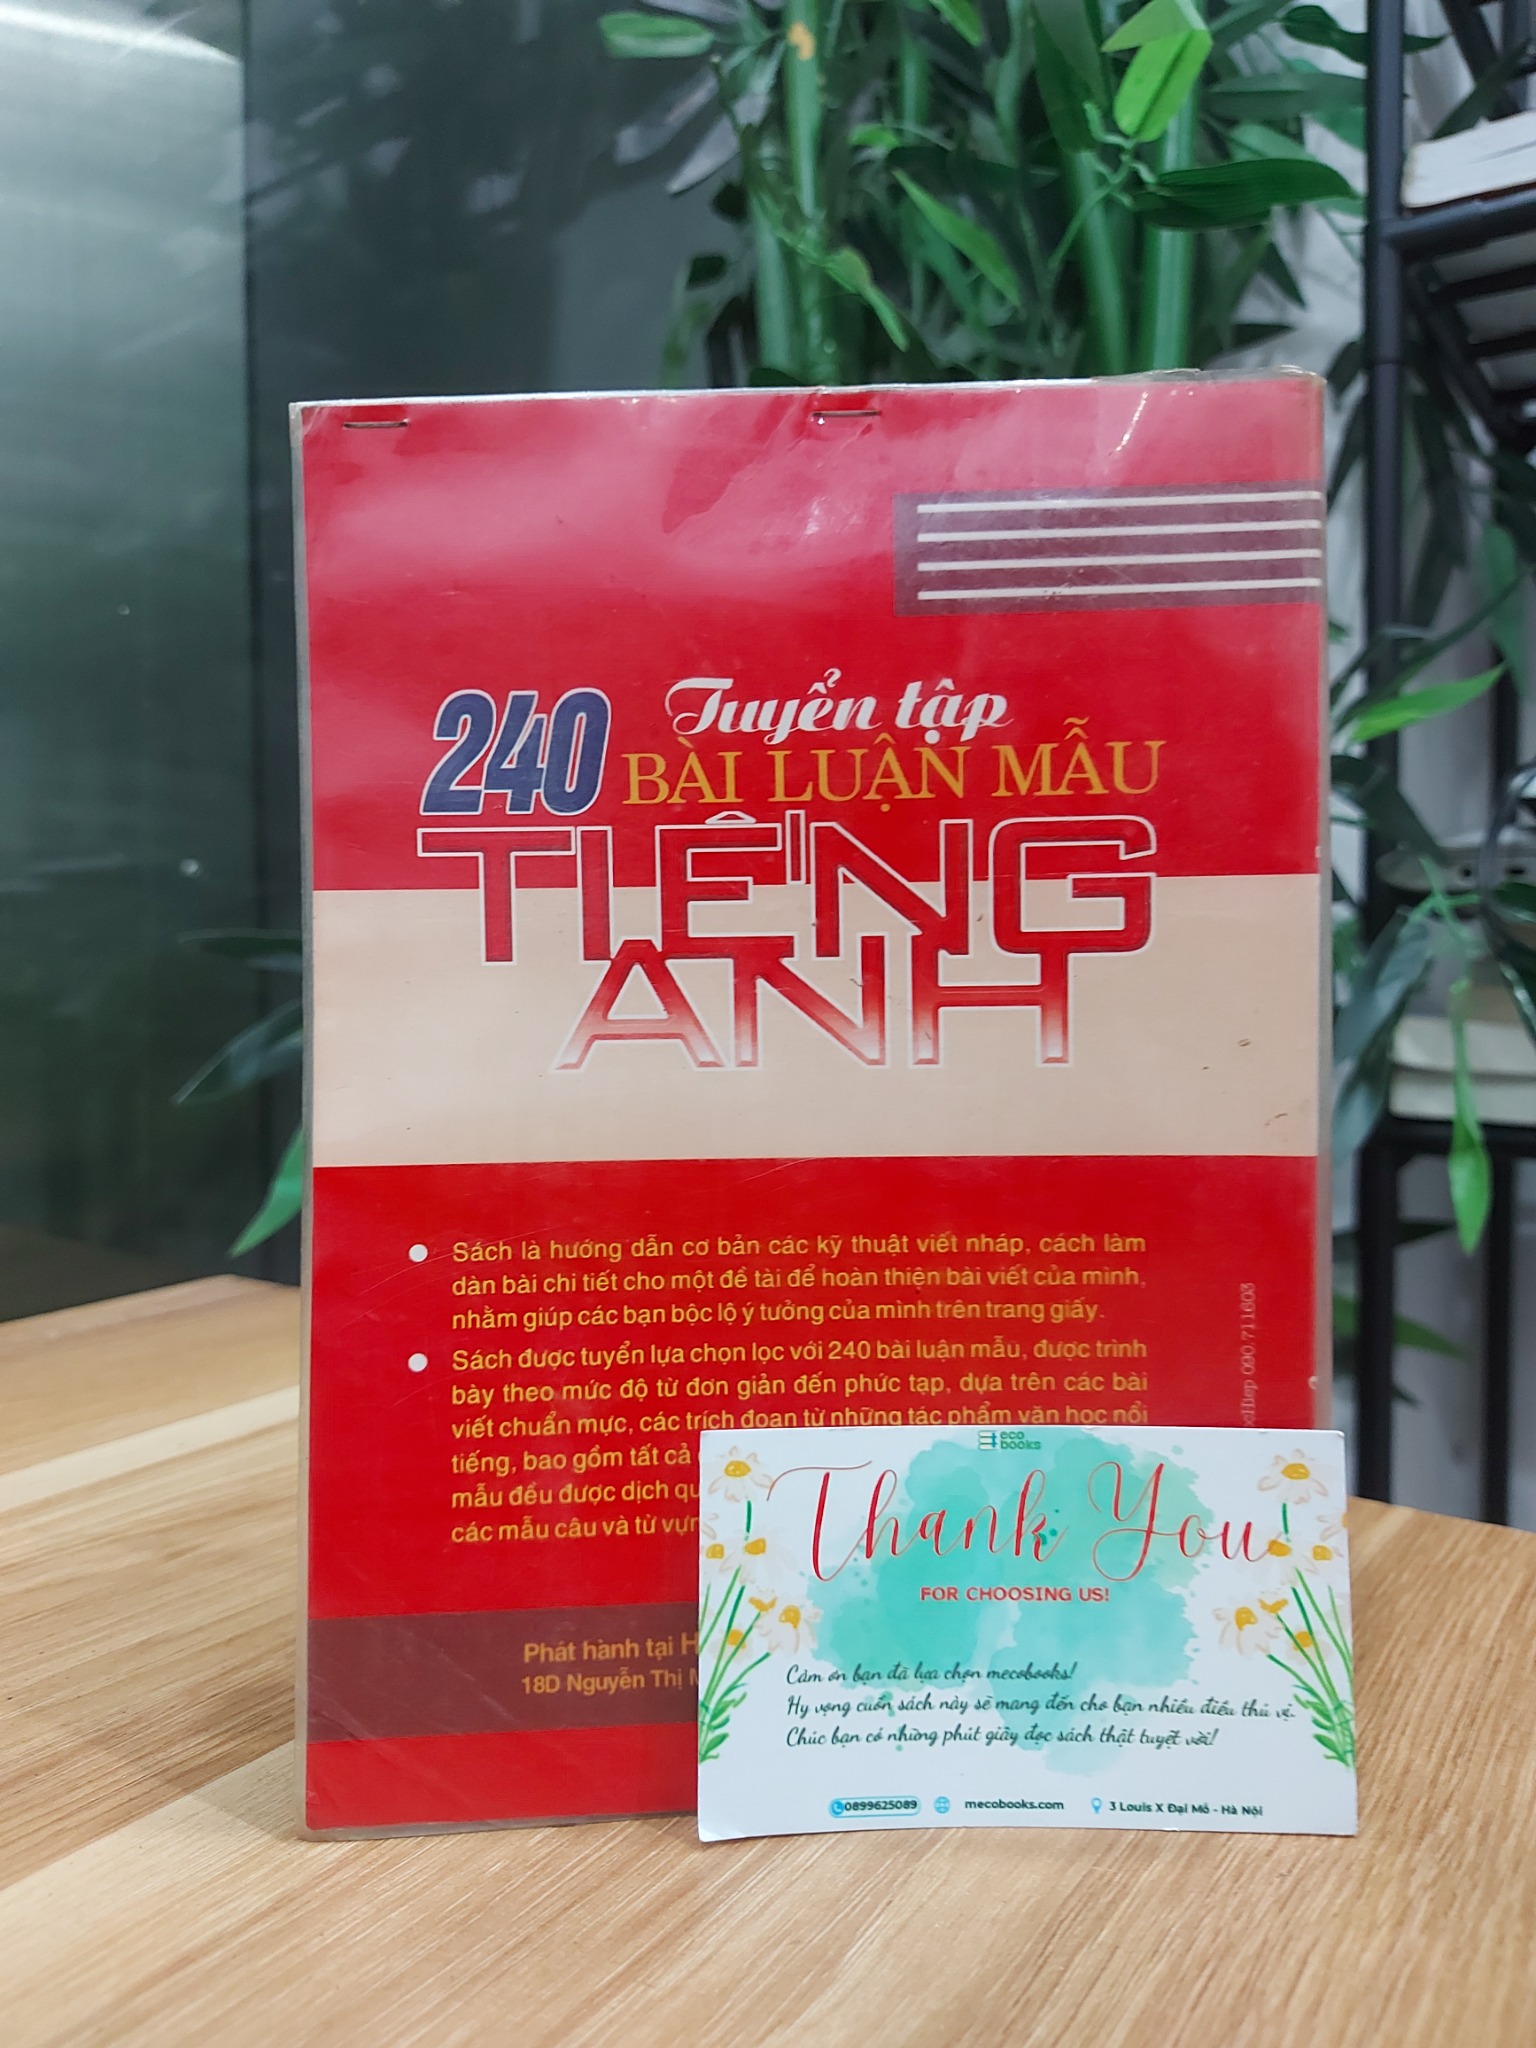 240 Tuyển tập
BÀI LUẬN MẪU
TIẾNG
ANH
Sách là hướng dẫn cơ bản các kỹ thuật viết nháp, cách làm
dàn bài chi tiết cho một đề tài để hoàn thiện bài viết của mình,
nhằm giúp các bạn bộc lộ ý tưởng của mình trên trang giấy.
Sách được tuyển lựa chọn lọc với 240 bài luận mẫu, được trình
bày theo mức độ từ đơn giản đến phức tạp, dựa trên các bài
viết chuẩn mực, các trích đoạn từ những tác phẩm văn học nổi
tiếng, bao gồm tất cả
mẫu đều được dịch
các mẫu câu và từ
Phát hành tại
18D Nguyễn Thị
090.711.603
eco
books
Thank You
FOR CHOOSING US!
Cảm ơn bạn đã lựa chọn mecobooks!
Hy vọng cuốn sách này sẽ mang đến cho bạn nhiều điều thú vị.
Chúc bạn có những phút giây đọc sách thật tuyệt vời!
0899625089 mecobooks.com 3 Louis X Đại Mỗ - Hà Nội